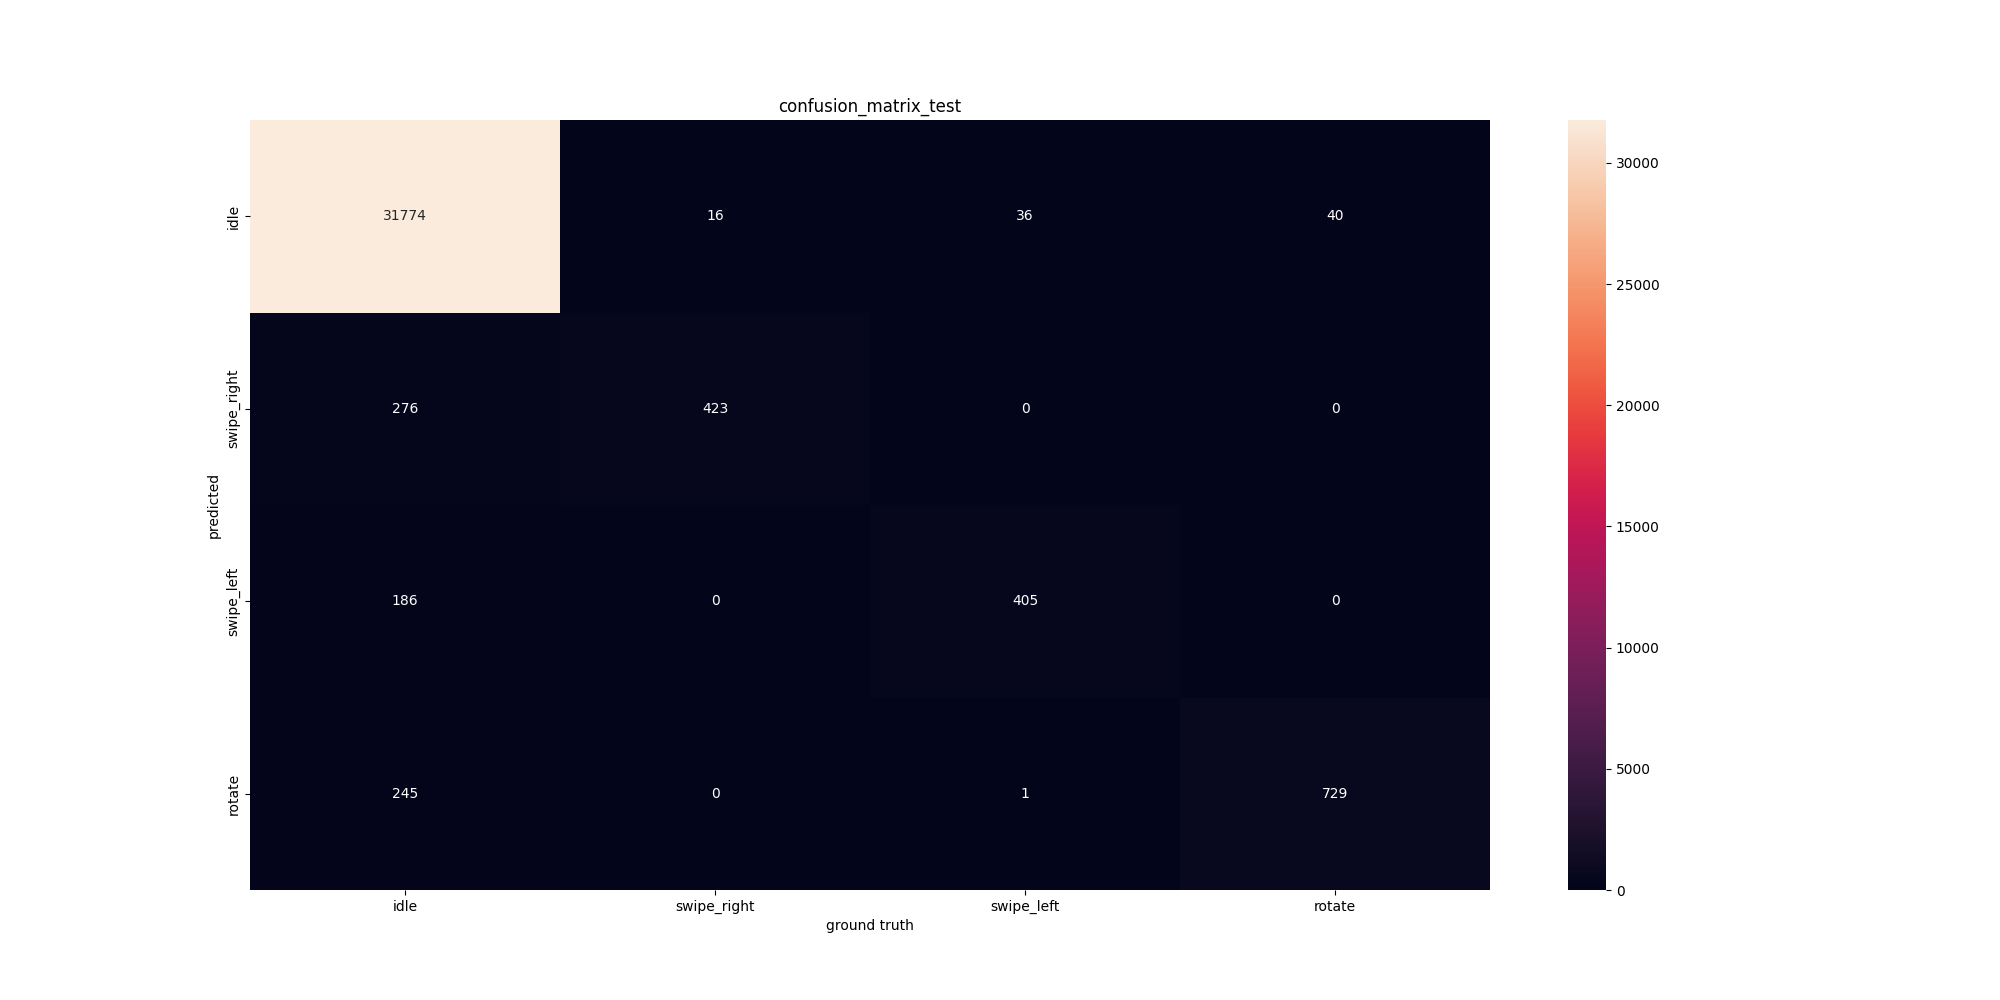 confusion_matrix_test
idle
31774 16 36 40
swipe_right
276 423 0 0
predicted
swipe_left
186 0 405 0
rotate
245 0 1 729
idle swipe_right swipe_left rotate
ground truth
30000
25000
20000
15000
10000
5000
0